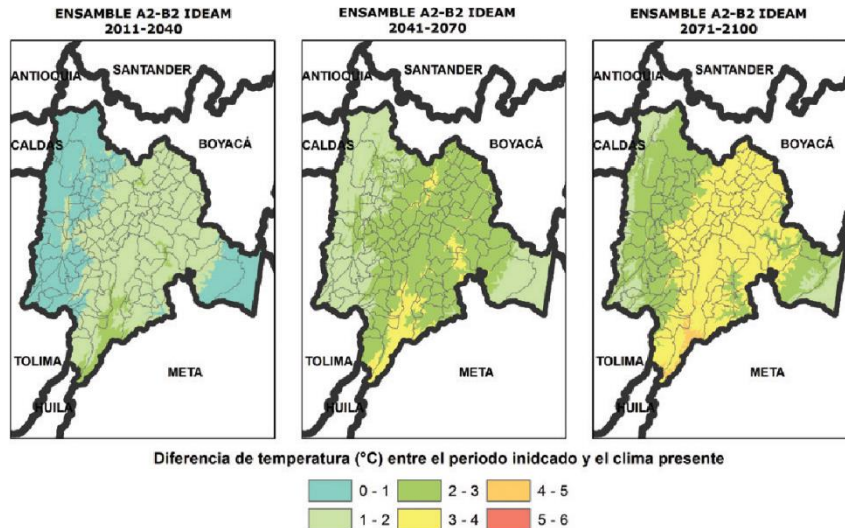 ENSAMBLE A2-B2 IDEAM
2011-2040
ENSAMBLE A2-B2 IDEAM
2041-2070
ENSAMBLE A2-B2 IDEAM
2071-2100
ANTIOQUIA
SANTANDER
CALDAS
BOYACÁ
TOLIMA
META
HUILA
ANTIOQUIA
SANTANDER
CALDAS
BOYACÁ
TOLIMA
META
HUILA
ANTIOQUIA
SANTANDER
CALDAS
BOYACÁ
TOLIMA
META
HUILA
Diferencia de temperatura (°C) entre el periodo inidcado y el clima presente
0 - 1
2 - 3
4 - 5
1 - 2
3 - 4
5 - 6